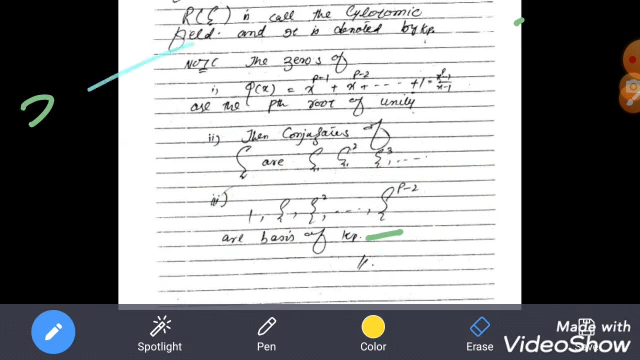 R(ξ) is call the Cyclotomic
field. and it is denoted by kp.
NOTE The zeros of
i) φ(x) = x^{p-1} + x^{p-2} + ---- +1 = x^p-1/x-1
are the pth root of unity
ii) Then Conjugates of
ξ are ξ, ξ^2, ξ^3, ....
iii)
1, ξ, ξ^2, ...., ξ^{p-2}
are basis of kp.
Spotlight Pen Color Erase Save
Made with
VideoShow